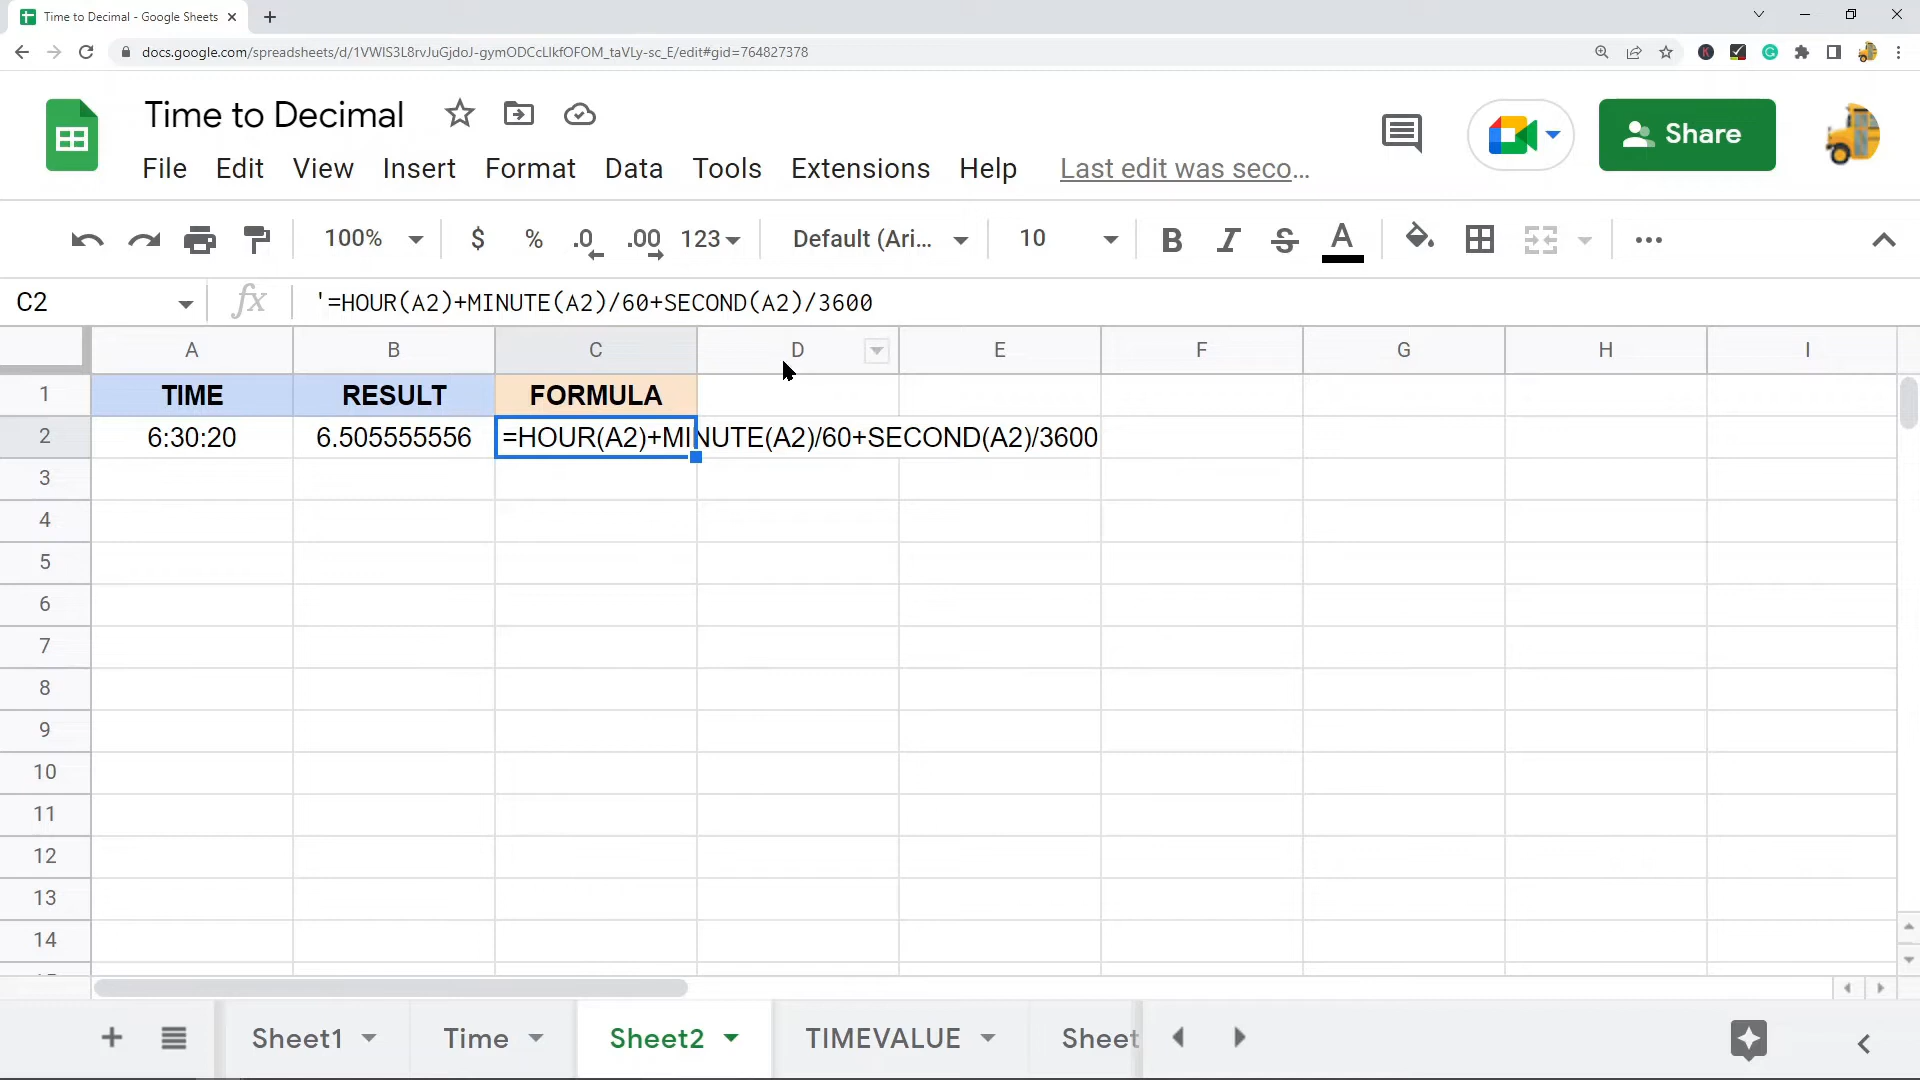 Time to Decimal - Google Sheets
docs.google.com/spreadsheets/d/1VWIS3L8rvJuGjdoJ-gymODCcLlkfOFOM_taVLy-sc_E/edit#gid=764827378
Time to Decimal
Share
File Edit View Insert Format Data Tools Extensions Help Last edit was seco...
100% $ % .0 .00 123 Default (Ari... 10 B I S A
C2 fx '=HOUR(A2)+MINUTE(A2)/60+SECOND(A2)/3600
A B C D E F G H I
1 TIME RESULT FORMULA
2 6:30:20 6.505555556 =HOUR(A2)+MINUTE(A2)/60+SECOND(A2)/3600
3
4
5
6
7
8
9
10
11
12
13
14
Sheet1 Time Sheet2 TIMEVALUE Sheet